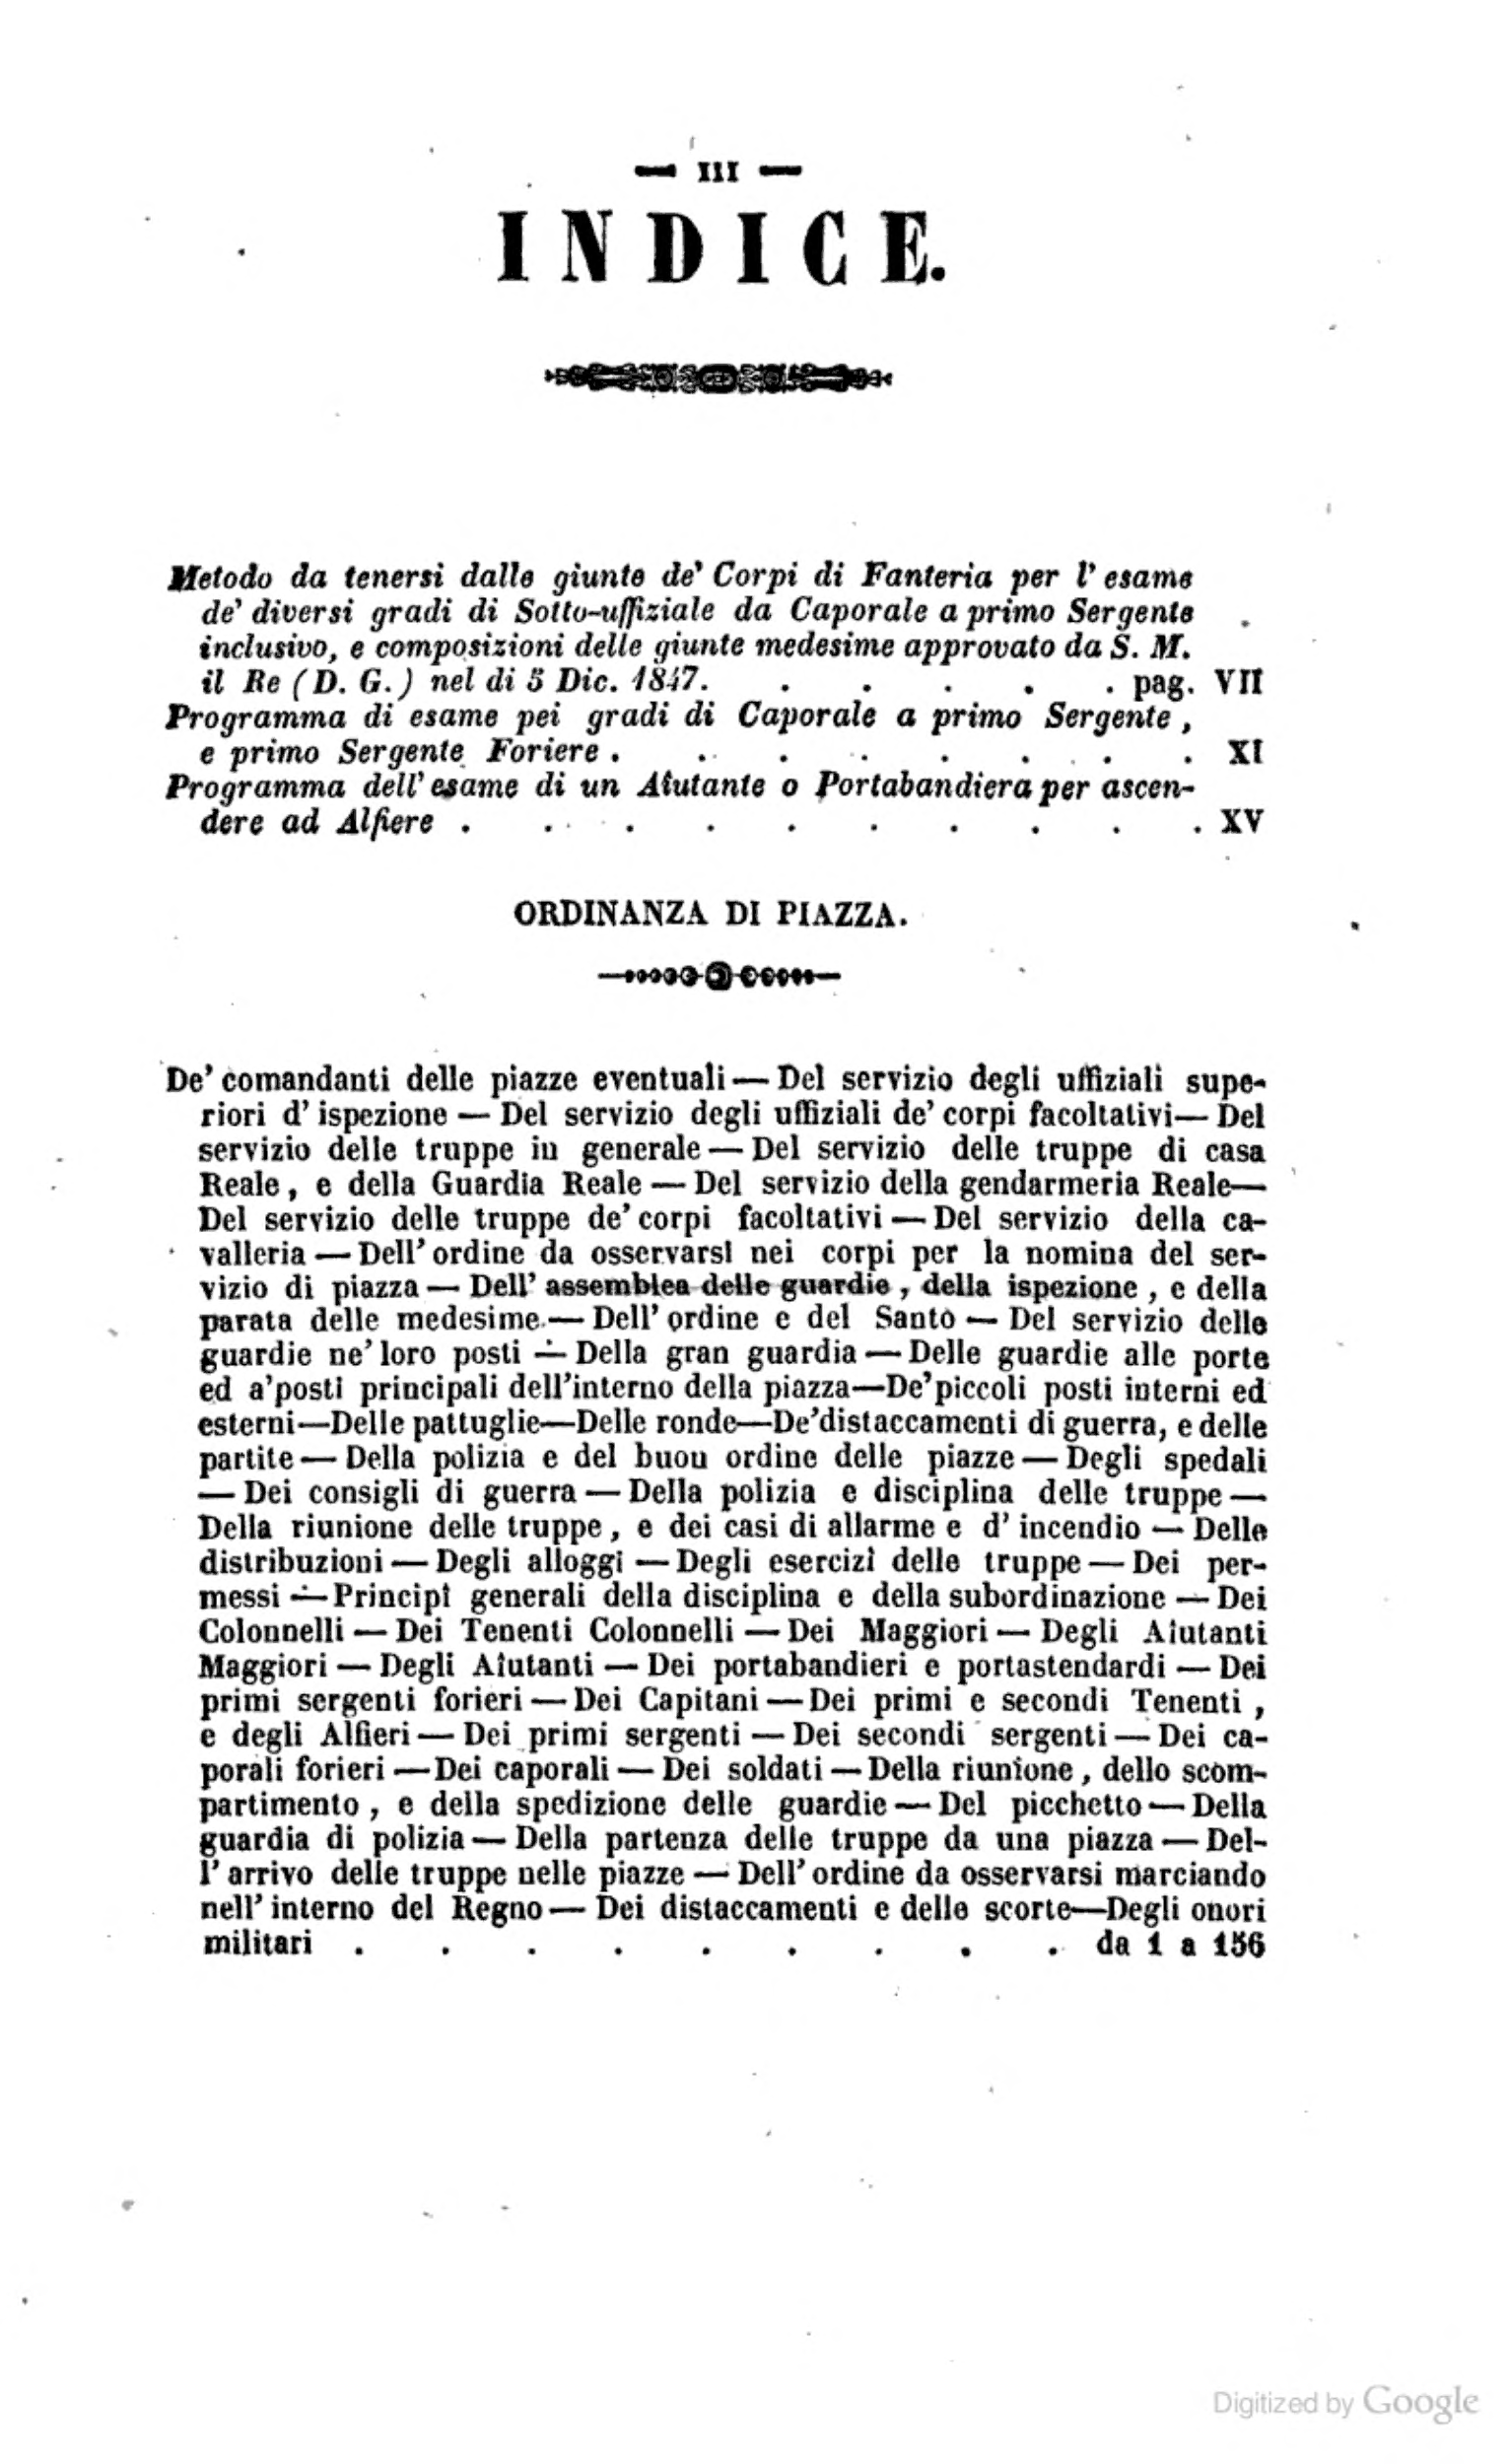 — III —
INDICE.
Metodo da tenersi dalle giunte de' Corpi di Fanteria per l' esame
de' diversi gradi di Sotto-uffiziale da Caporale a primo Sergente
inclusivo, e composizioni delle giunte medesime approvato da S. M.
il Re ( D. G. ) nel di 5 Dic. 1847. . . . . . pag. VII
Programma di esame pei gradi di Caporale a primo Sergente ,
e primo Sergente Foriere . . . . . . . . XI
Programma dell' esame di un Aiutante o Portabandiera per ascen-
dere ad Alfiere . . . . . . . . . . XV
ORDINANZA DI PIAZZA.
De' comandanti delle piazze eventuali — Del servizio degli uffiziali supe-
riori d' ispezione — Del servizio degli uffiziali de' corpi facoltativi — Del
servizio delle truppe in generale — Del servizio delle truppe di casa
Reale , e della Guardia Reale — Del servizio della gendarmeria Reale —
Del servizio delle truppe de' corpi facoltativi — Del servizio della ca-
valleria — Dell' ordine da osservarsi nei corpi per la nomina del ser-
vizio di piazza — Dell' assemblea delle guardie , della ispezione , e della
parata delle medesime. — Dell' ordine e del Santo — Del servizio delle
guardie ne' loro posti — Della gran guardia — Delle guardie alle porte
ed a' posti principali dell'interno della piazza — De' piccoli posti interni ed
esterni — Delle pattuglie — Delle ronde — De' distaccamenti di guerra, e delle
partite — Della polizia e del buon ordine delle piazze — Degli spedali
— Dei consigli di guerra — Della polizia e disciplina delle truppe —
Della riunione delle truppe , e dei casi di allarme e d' incendio — Delle
distribuzioni — Degli alloggi — Degli esercizî delle truppe — Dei per-
messi — Principî generali della disciplina e della subordinazione — Dei
Colonnelli — Dei Tenenti Colonnelli — Dei Maggiori — Degli Aiutanti
Maggiori — Degli Aiutanti — Dei portabandieri e portastendardi — Dei
primi sergenti forieri — Dei Capitani — Dei primi e secondi Tenenti ,
e degli Alfieri — Dei primi sergenti — Dei secondi sergenti — Dei ca-
porali forieri — Dei caporali — Dei soldati — Della riunione , dello scom-
partimento , e della spedizione delle guardie — Del picchetto — Della
guardia di polizia — Della partenza delle truppe da una piazza — Del-
l' arrivo delle truppe nelle piazze — Dell' ordine da osservarsi marciando
nell' interno del Regno — Dei distaccamenti e delle scorte — Degli onori
militari . . . . . . . . . da 1 a 156
Digitized by Google